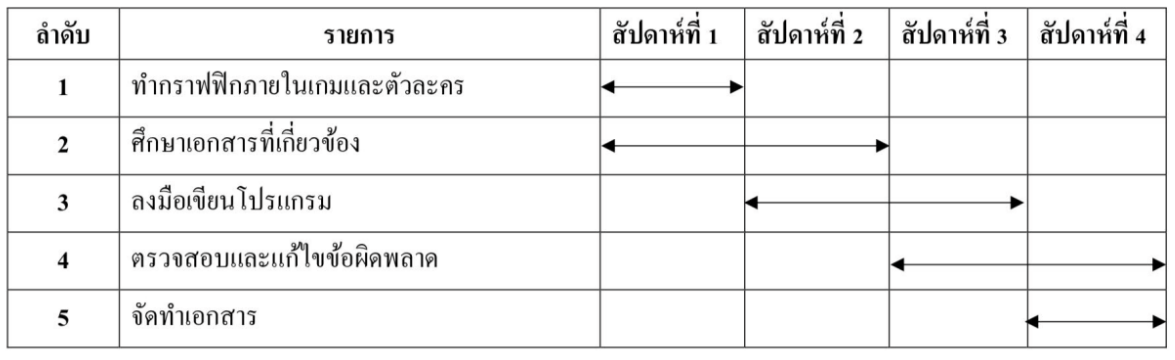 ลำดับ รายการ สัปดาห์ที่ 1 สัปดาห์ที่ 2 สัปดาห์ที่ 3 สัปดาห์ที่ 4
1 ทำกราฟฟิกภายในเกมและตัวละคร
2 ศึกษาเอกสารที่เกี่ยวข้อง
3 ลงมือเขียนโปรแกรม
4 ตรวจสอบและแก้ไขข้อผิดพลาด
5 จัดทำเอกสาร